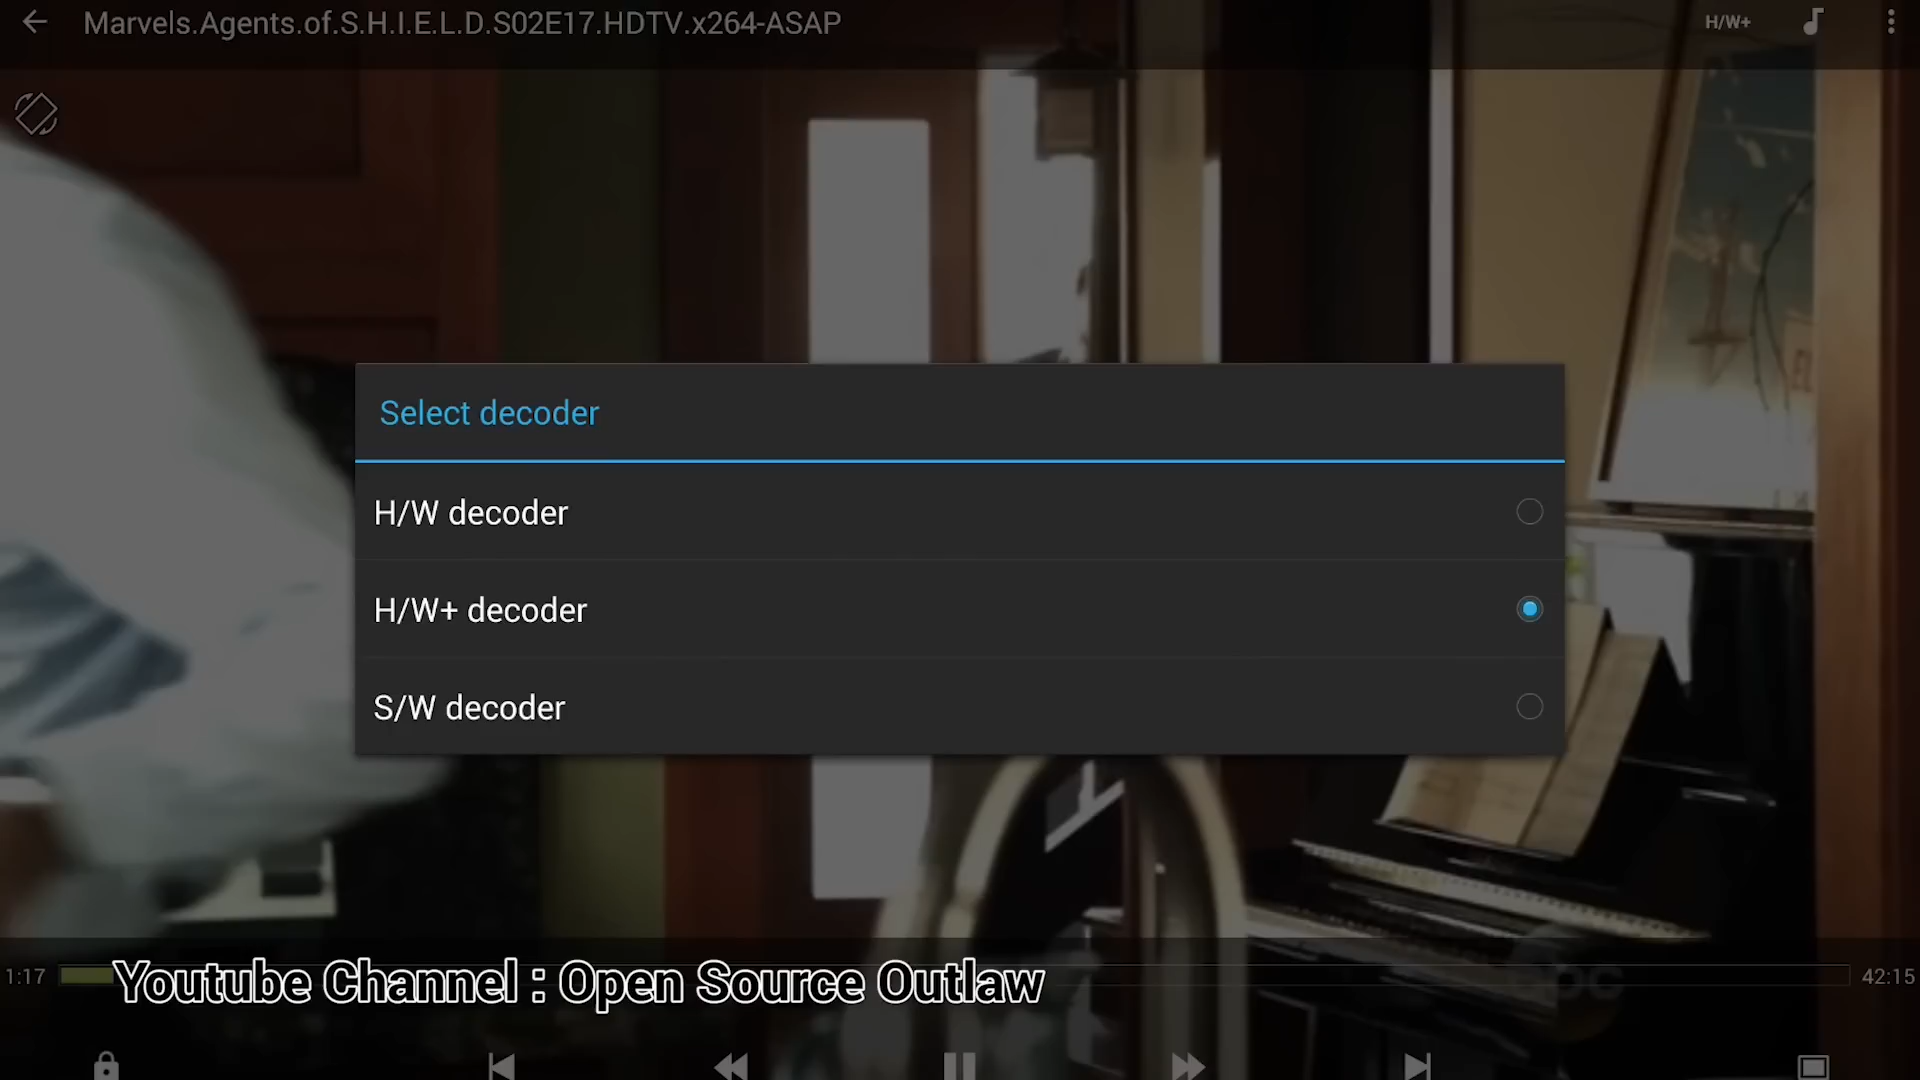 Marvels.Agents.of.S.H.I.E.L.D.S02E17.HDTV.x264-ASAP
H/W+
Select decoder
H/W decoder
H/W+ decoder
S/W decoder
1:17
Youtube Channel : Open Source Outlaw
abc
42:15